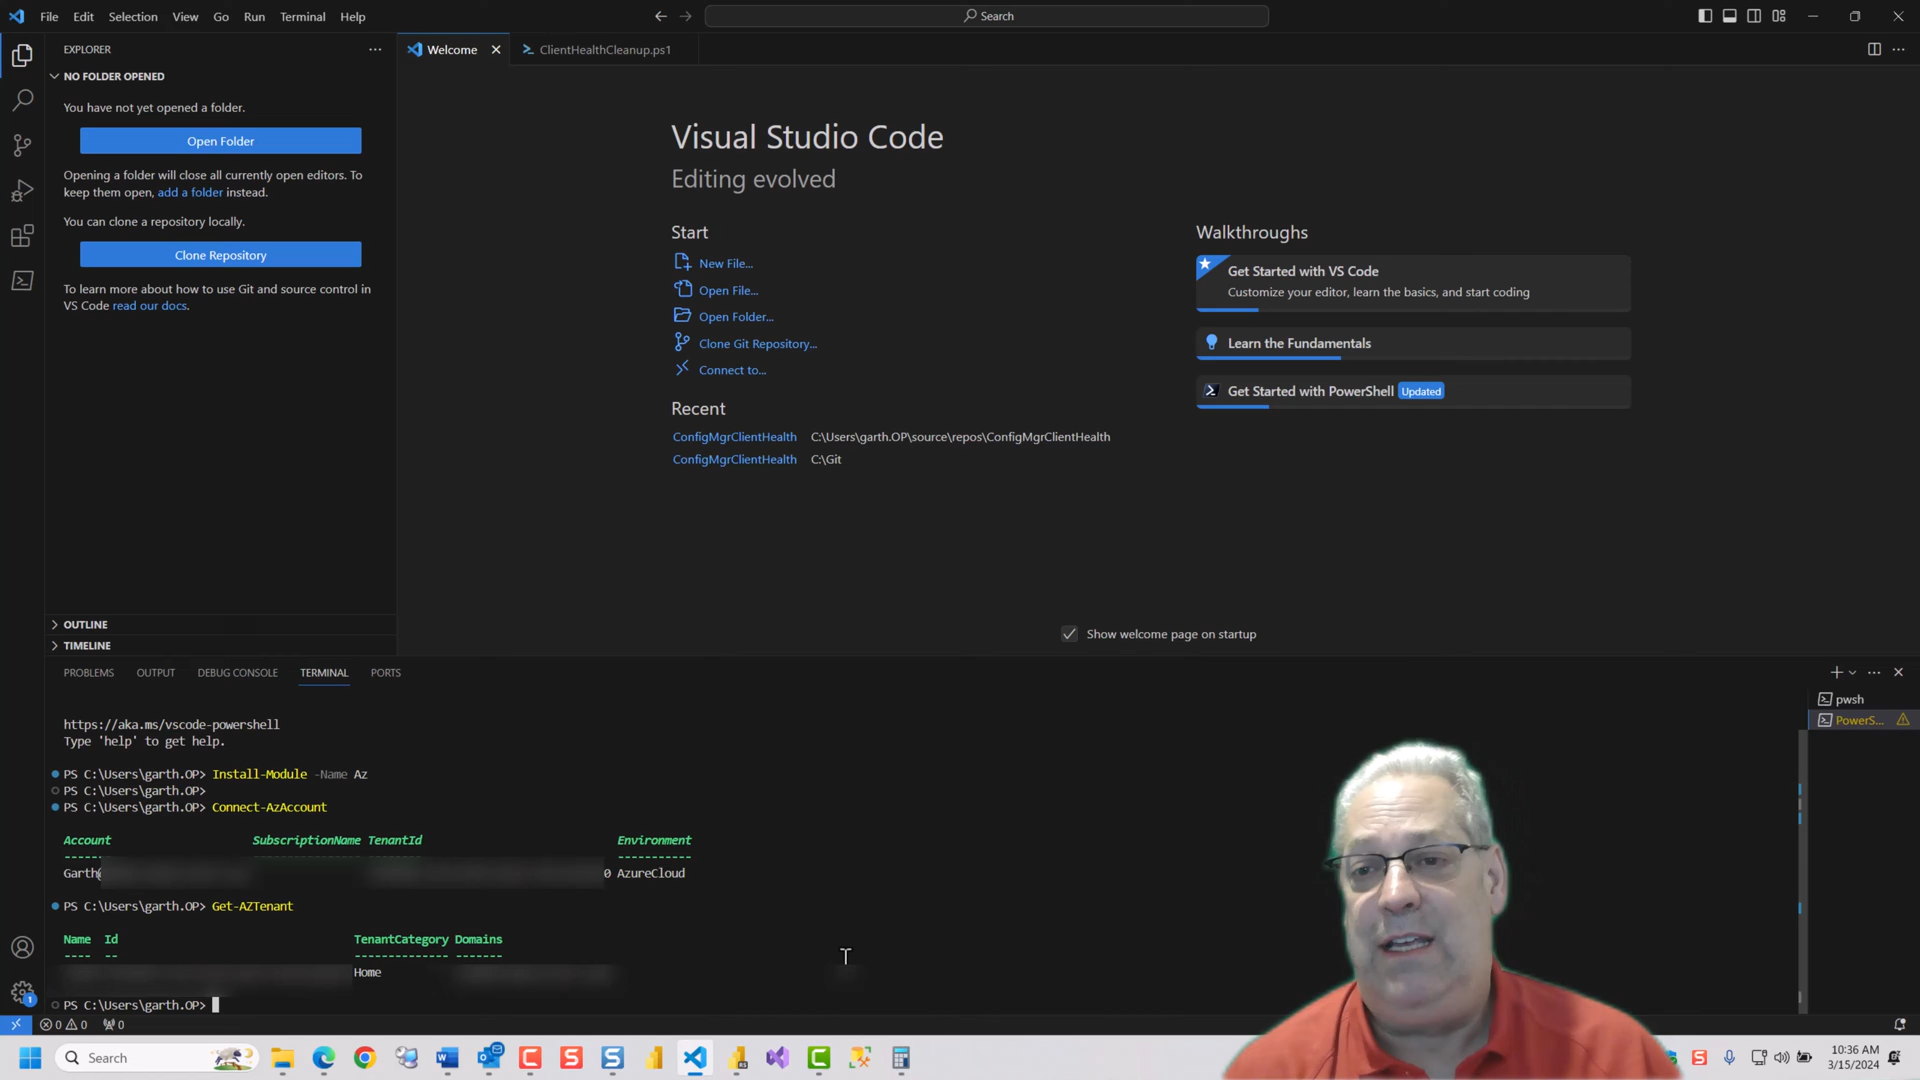 File Edit Selection View Go Run Terminal Help
Search
EXPLORER
NO FOLDER OPENED
You have not yet opened a folder.
Open Folder
Opening a folder will close all currently open editors. To
keep them open, add a folder instead.
You can clone a repository locally.
Clone Repository
To learn more about how to use Git and source control in
VS Code read our docs.
OUTLINE
TIMELINE
Welcome
ClientHealthCleanup.ps1
Visual Studio Code
Editing evolved
Start
New File...
Open File...
Open Folder...
Clone Git Repository...
Connect to...
Recent
ConfigMgrClientHealth C:\Users\garth.OP\source\repos\ConfigMgrClientHealth
ConfigMgrClientHealth C:\Git
Walkthroughs
Get Started with VS Code
Customize your editor, learn the basics, and start coding
Learn the Fundamentals
Get Started with PowerShell Updated
Show welcome page on startup
PROBLEMS OUTPUT DEBUG CONSOLE TERMINAL PORTS
https://aka.ms/vscode-powershell
Type 'help' to get help.
PS C:\Users\garth.OP> Install-Module -Name Az
PS C:\Users\garth.OP>
PS C:\Users\garth.OP> Connect-AzAccount
Account SubscriptionName TenantId Environment
------- ---------------- -------- -----------
Garth@ 0 AzureCloud
PS C:\Users\garth.OP> Get-AZTenant
Name Id TenantCategory Domains
---- -- -------------- -------
Home
PS C:\Users\garth.OP>
pwsh
PowerS...
1
0 0 0
Search
10:36 AM
3/15/2024